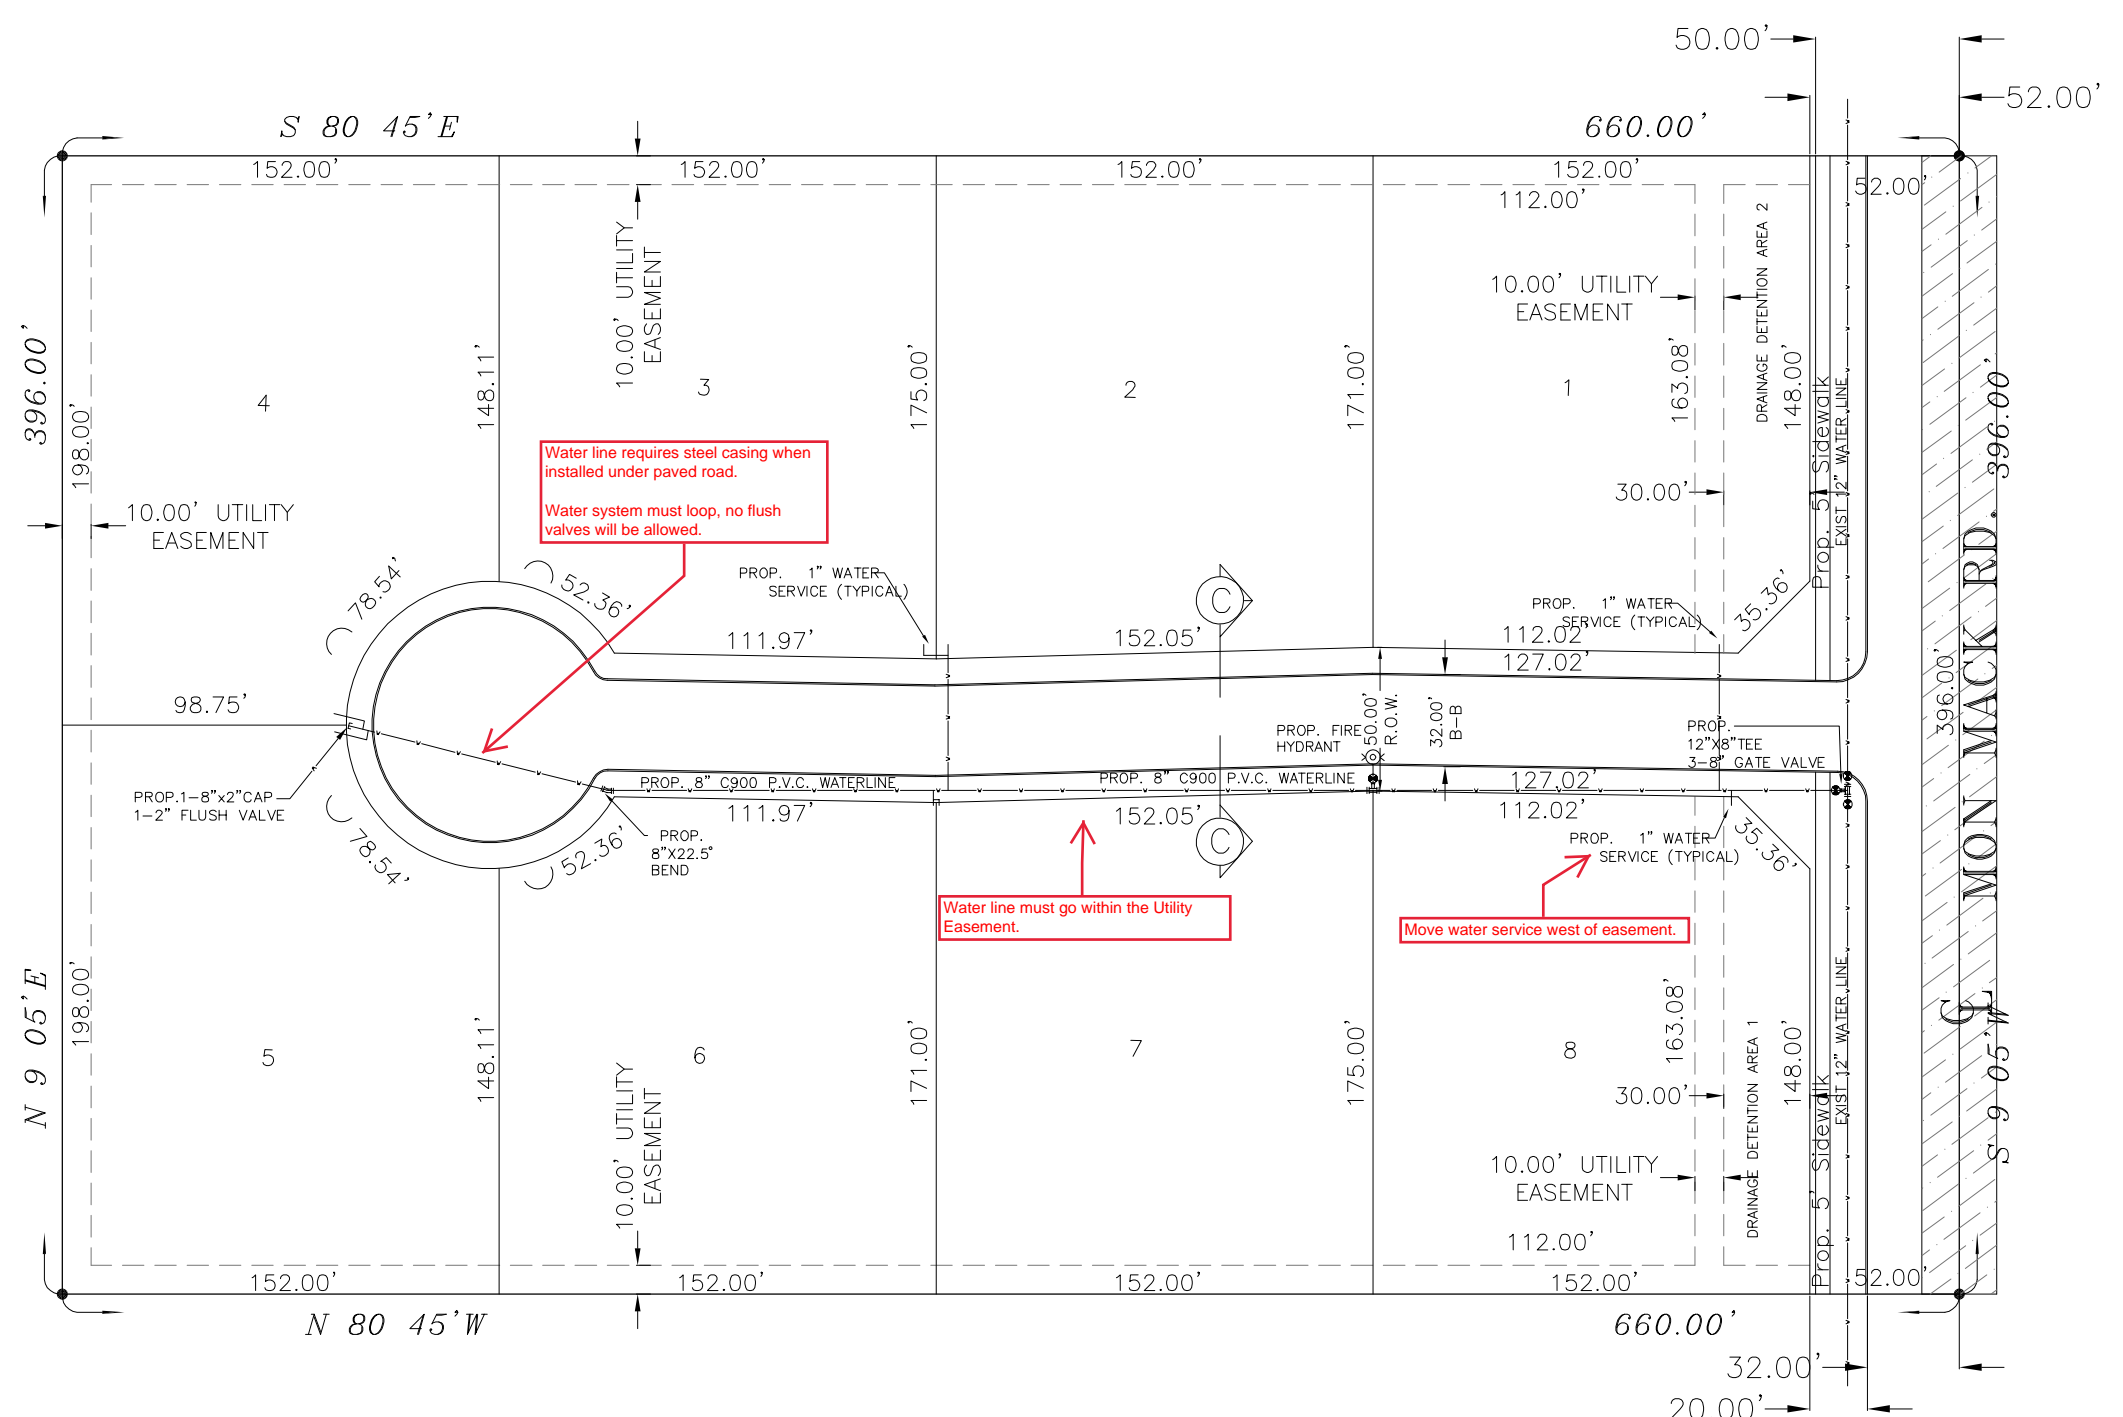 50.00'
52.00'
S 80 45'E
660.00'
152.00'
152.00'
152.00'
152.00'
52.00'
112.00'
10.00' UTILITY
EASEMENT
10.00' UTILITY
EASEMENT
DRAINAGE DETENTION AREA 2
396.00'
198.00'
148.11'
175.00'
171.00'
163.08'
148.00'
4
3
2
1
Prop. 5' Sidewalk
EXIST 12" WATER LINE
396.00'
Water line requires steel casing when
installed under paved road.
Water system must loop, no flush
valves will be allowed.
30.00'
10.00' UTILITY
EASEMENT
78.54'
52.36'
PROP. 1" WATER
SERVICE (TYPICAL)
C
PROP. 1" WATER
SERVICE (TYPICAL)
35.36'
111.97'
152.05'
112.02'
127.02'
98.75'
50.00'
R.O.W.
32.00'
B-B
396.00'
MON MACK RD.
PROP. FIRE
HYDRANT
PROP.
12"X8"TEE
3-8" GATE VALVE
PROP. 8" C900 P.V.C. WATERLINE
PROP. 8" C900 P.V.C. WATERLINE
127.02'
PROP.1-8"x2"CAP
1-2" FLUSH VALVE
111.97'
152.05'
112.02'
78.54'
52.36'
PROP.
8"X22.5°
BEND
C
PROP. 1" WATER
SERVICE (TYPICAL)
35.36'
Water line must go within the Utility
Easement.
Move water service west of easement.
N 9 05'E
198.00'
148.11'
171.00'
175.00'
163.08'
148.00'
5
6
7
8
DRAINAGE DETENTION AREA 1
Prop. 5' Sidewalk
EXIST 12" WATER LINE
CL
S 9 05'W
30.00'
10.00' UTILITY
EASEMENT
10.00' UTILITY
EASEMENT
112.00'
152.00'
152.00'
152.00'
152.00'
52.00'
N 80 45'W
660.00'
32.00'
20.00'